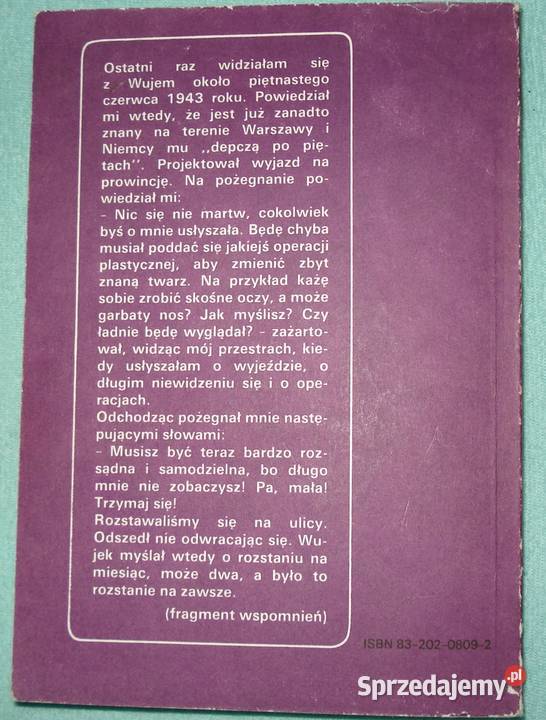 Ostatni raz widziałam się
z Wujem około piętnastego
czerwca 1943 roku. Powiedział
mi wtedy, że jest już zanadto
znany na terenie Warszawy i
Niemcy mu „depczą po pię-
tach". Projektował wyjazd na
prowincję. Na pożegnanie po-
wiedział mi:
- Nic się nie martw, cokolwiek
byś o mnie usłyszała. Będę chyba
musiał poddać się jakiejś operacji
plastycznej, aby zmienić zbyt
znaną twarz. Na przykład każę
sobie zrobić skośne oczy, a może
garbaty nos? Jak myślisz? Czy
ładnie będę wyglądał? - zażarto-
wał, widząc mój przestrach, kie-
dy usłyszałam o wyjeździe, o
długim niewidzeniu się i o ope-
racjach.
Odchodząc pożegnał mnie nastę-
pującymi słowami:
- Musisz być teraz bardzo roz-
sądna i samodzielna, bo długo
mnie nie zobaczysz! Pa, mała!
Trzymaj się!
Rozstawaliśmy się na ulicy.
Odszedł nie odwracając się. Wu-
jek myślał wtedy o rozstaniu na
miesiąc, może dwa, a było to
rozstanie na zawsze.
(fragment wspomnień)
ISBN 83-202-0809-2
Sprzedajemy.pl